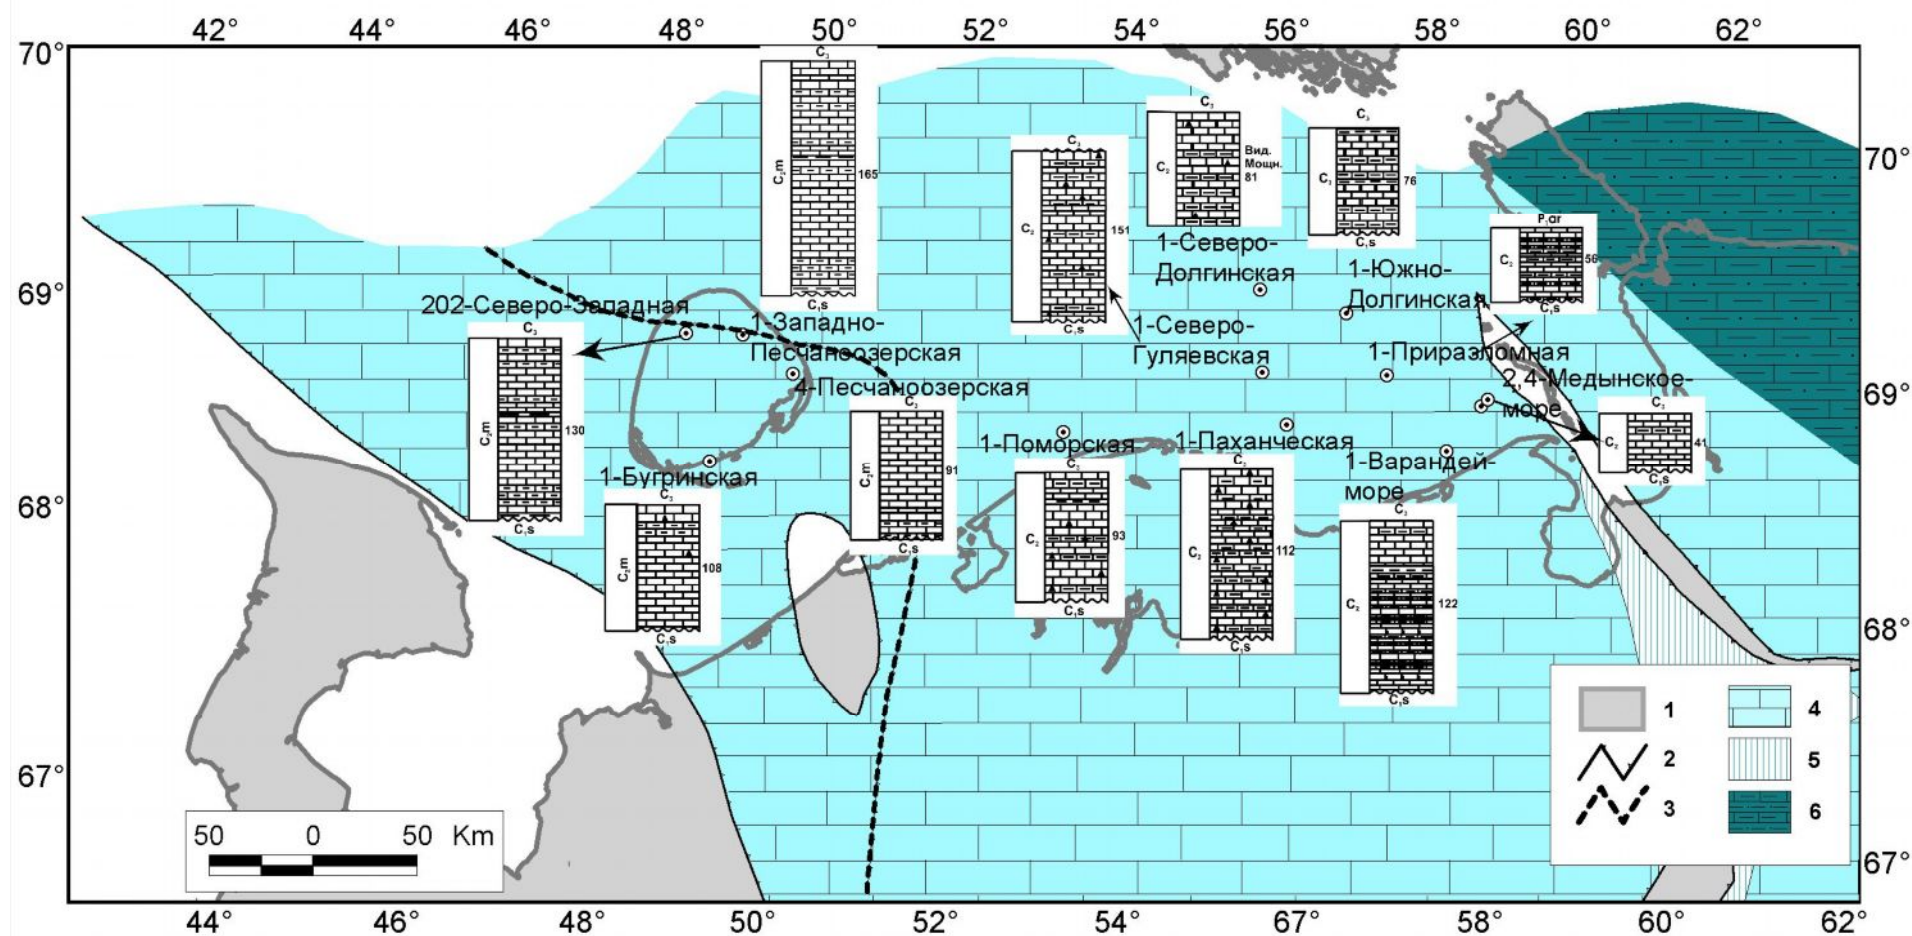 42° 44° 46° 48° 50° 52° 54° 56° 58° 60° 62°
70°
70°
69°
69°
68°
68°
67°
67°
C₃
C₂m
165
C₁s
C₃
C₂
151
C₁s
C₃
C₂
Вид.
Мощн.
81
C₃
76
C₁s
P₁ar
C₂
56
C₁s
1-Северо-
Долгинская
1-Южно-
Долгинская
202-Северо-Западная
1-Западно-
Песчаноозерская
1-Северо-
Гуляевская
1-Приразломная
2,4-Медынское-
море
4-Песчаноозерская
C₃
C₂m
130
C₁s
C₃
C₂m
91
C₁s
C₂
41
C₁s
1-Бугринская
1-Поморская
1-Паханческая
1-Варандей-
море
C₃
C₂m
108
C₁s
C₃
C₂
93
C₁s
C₂
112
C₁s
C₃
C₂
122
C₁s
1
2
3
4
5
6
50 0 50 Km
44° 46° 48° 50° 52° 54° 67° 58° 60° 62°